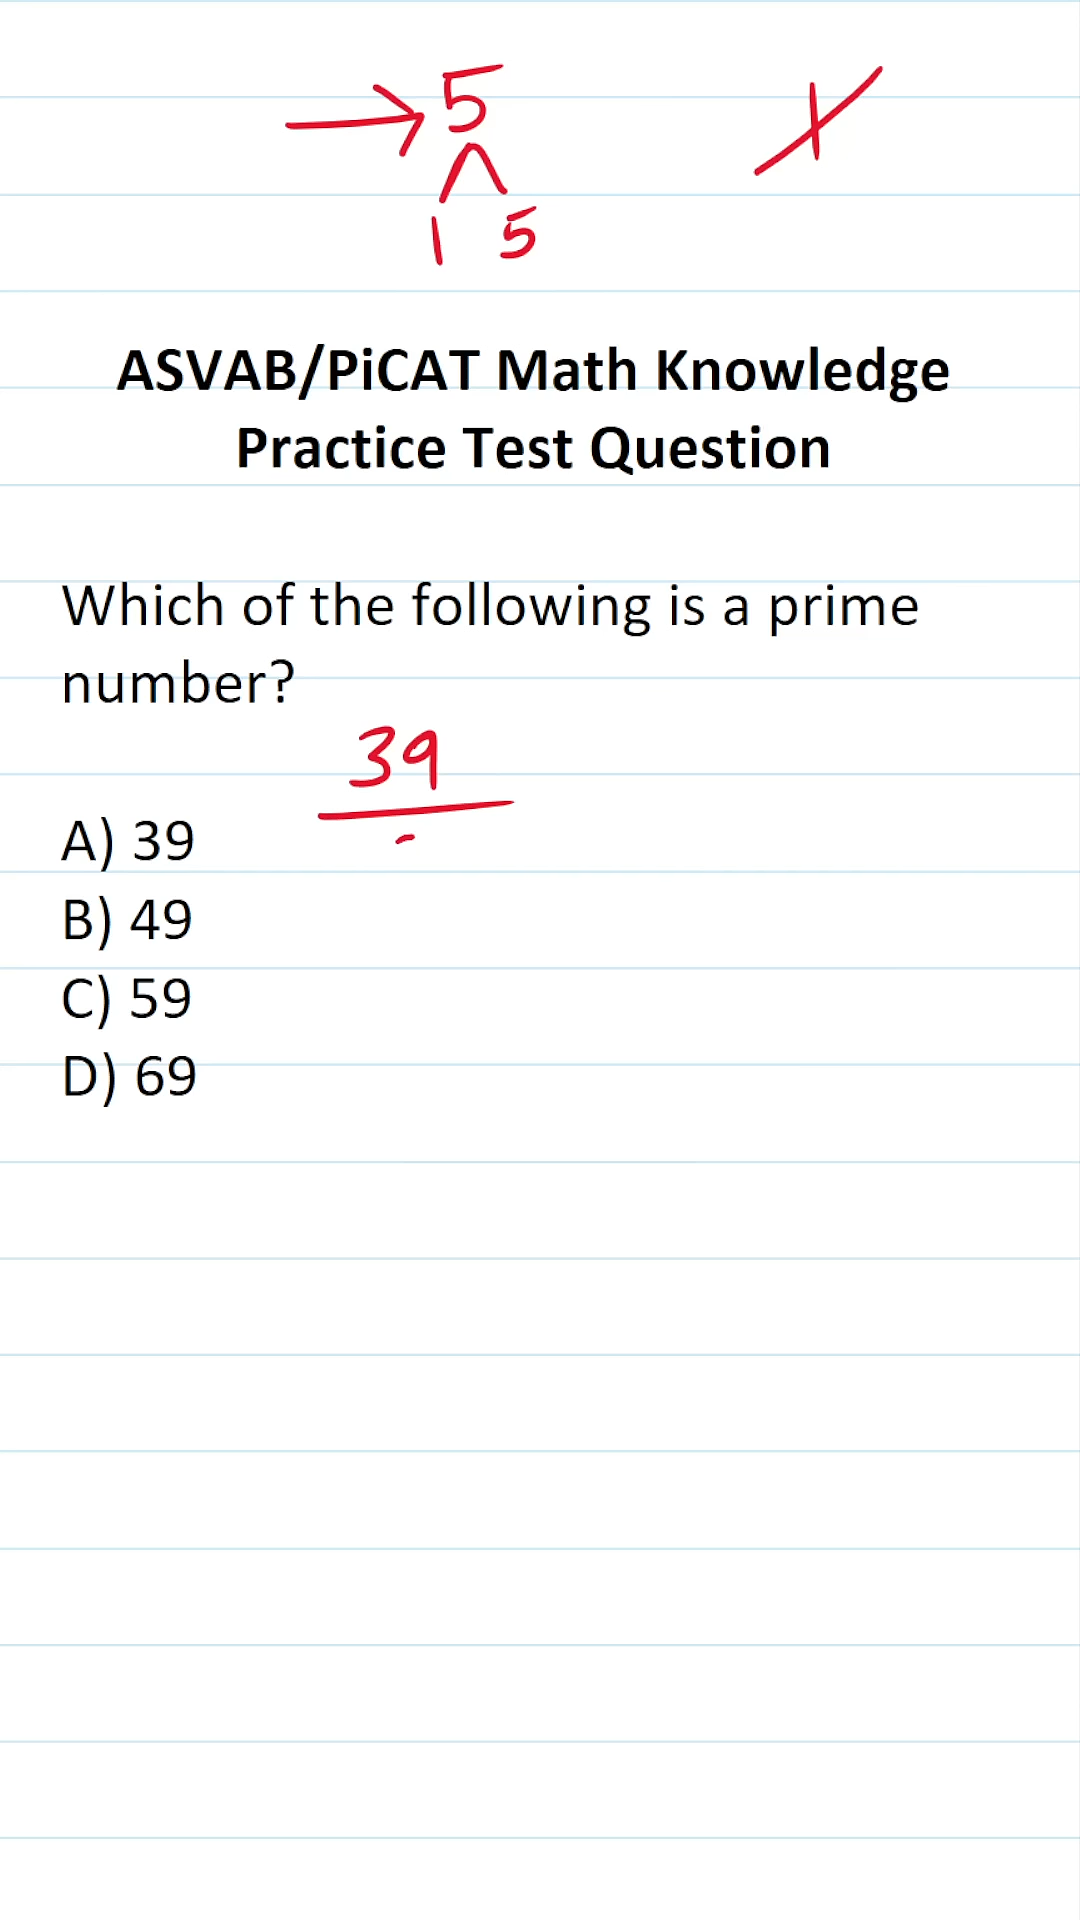 5
1 5
1
ASVAB/PiCAT Math Knowledge
Practice Test Question
Which of the following is a prime
number?
39
A) 39
B) 49
C) 59
D) 69